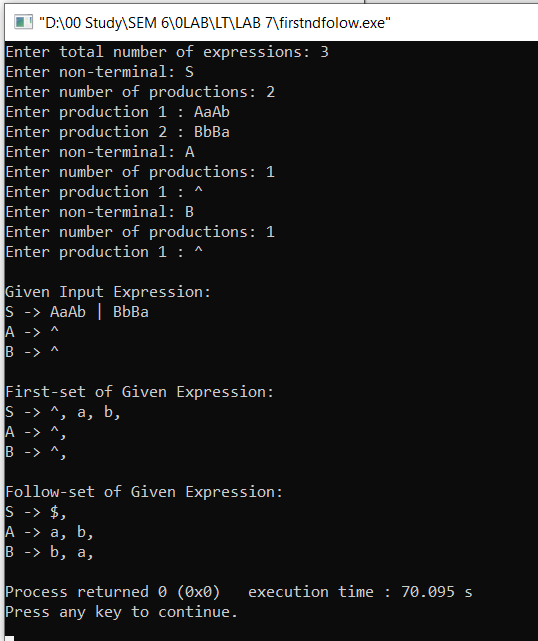 "D:\00 Study\SEM 6\0LAB\LT\LAB 7\firstndfolow.exe"
Enter total number of expressions: 3
Enter non-terminal: S
Enter number of productions: 2
Enter production 1 : AaAb
Enter production 2 : BbBa
Enter non-terminal: A
Enter number of productions: 1
Enter production 1 : ^
Enter non-terminal: B
Enter number of productions: 1
Enter production 1 : ^
Given Input Expression:
S -> AaAb | BbBa
A -> ^
B -> ^
First-set of Given Expression:
S -> ^, a, b,
A -> ^,
B -> ^,
Follow-set of Given Expression:
S -> $,
A -> a, b,
B -> b, a,
Process returned 0 (0x0)   execution time : 70.095 s
Press any key to continue.